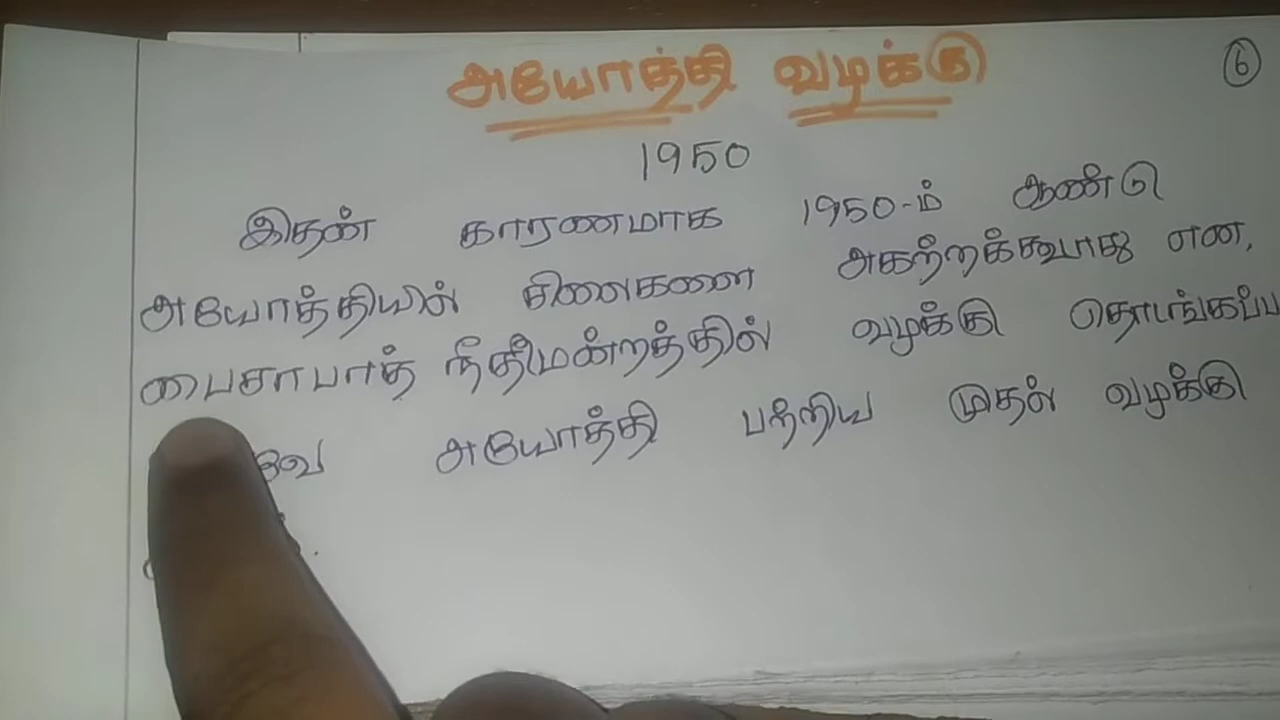 அயோத்தி வழக்கு
6
1950
இதன் காரணமாக 1950-ம் ஆண்டு
அயோத்தியில் சிலைகளை அகற்றக்கூடாது என,
பைசாபாத் நீதிமன்றத்தில் வழக்கு தொடங்கப்ப
வே அயோத்தி பற்றிய முதல் வழக்கு